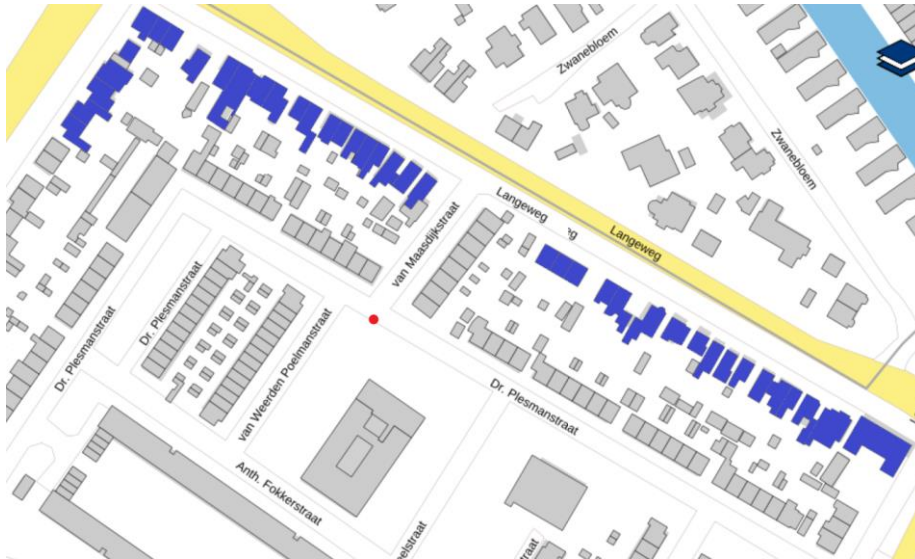 Zwanebloem
Zwanebloem
Langeweg
Langeweg
van Maasdijkstraat
Dr. Plesmanstraat
Dr. Plesmanstraat
van Weerden Poelmanstraat
Dr. Plesmanstraat
Anth. Fokkerstraat